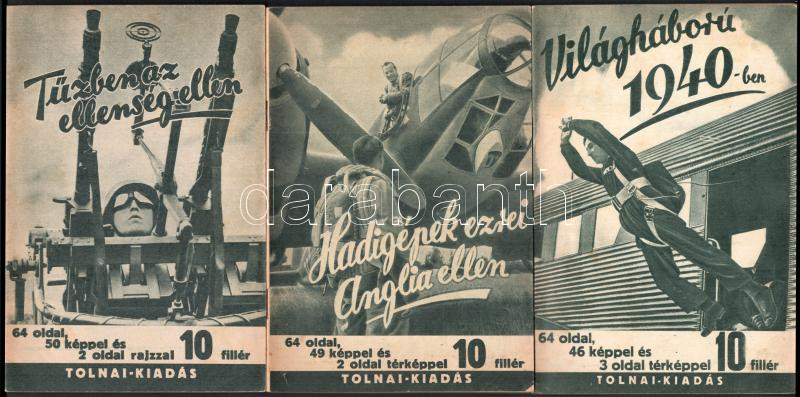 Tűzben az
ellenség ellen
64 oldal,
50 képpel és
2 oldal rajzzal 10 fillér
TOLNAI-KIADÁS
Hadigépek ezrei
Anglia ellen
64 oldal,
49 képpel és
2 oldal térképpel 10 fillér
TOLNAI-KIADÁS
Világháború
1940-ben
64 oldal,
46 képpel és
3 oldal térképpel 10 fillér
TOLNAI-KIADÁS
darabanth